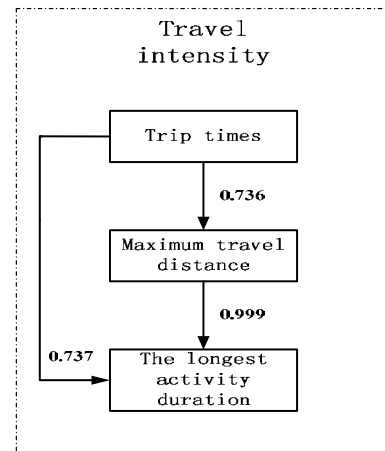 Travel
intensity
Trip times
0.736
Maximum travel
distance
0.999
0.737
The longest
activity
duration